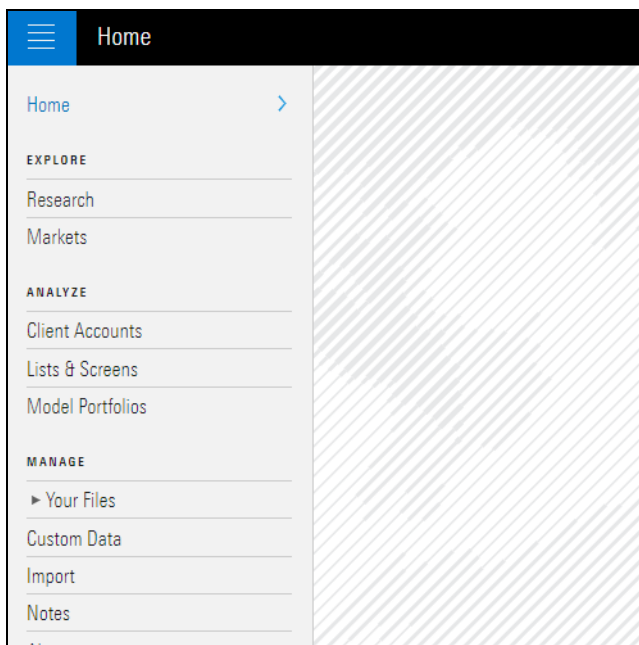 Home
Home
EXPLORE
Research
Markets
ANALYZE
Client Accounts
Lists & Screens
Model Portfolios
MANAGE
Your Files
Custom Data
Import
Notes